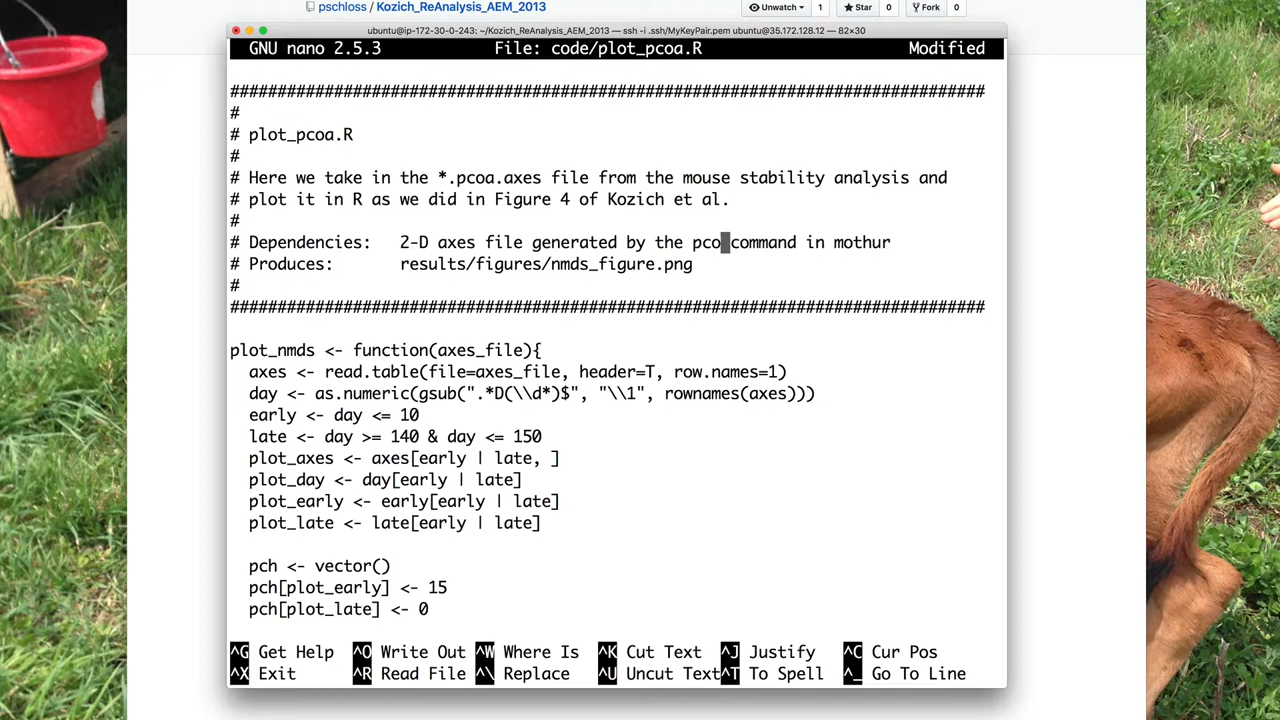 pschloss / Kozich_ReAnalysis_AEM_2013
Unwatch 1 Star 0 Fork 0
ubuntu@ip-172-30-0-243: ~/Kozich_ReAnalysis_AEM_2013 — ssh -i .ssh/MyKeyPair.pem ubuntu@35.172.128.12 — 82×30
GNU nano 2.5.3 File: code/plot_pcoa.R Modified
################################################################################
#
# plot_pcoa.R
#
# Here we take in the *.pcoa.axes file from the mouse stability analysis and
# plot it in R as we did in Figure 4 of Kozich et al.
#
# Dependencies: 2-D axes file generated by the pco command in mothur
# Produces: results/figures/nmds_figure.png
#
################################################################################
plot_nmds <- function(axes_file){
axes <- read.table(file=axes_file, header=T, row.names=1)
day <- as.numeric(gsub(".*D(\\d*)$", "\\1", rownames(axes)))
early <- day <= 10
late <- day >= 140 & day <= 150
plot_axes <- axes[early | late, ]
plot_day <- day[early | late]
plot_early <- early[early | late]
plot_late <- late[early | late]
pch <- vector()
pch[plot_early] <- 15
pch[plot_late] <- 0
^G Get Help ^O Write Out ^W Where Is ^K Cut Text ^J Justify ^C Cur Pos
^X Exit ^R Read File ^\ Replace ^U Uncut Text ^T To Spell ^_ Go To Line